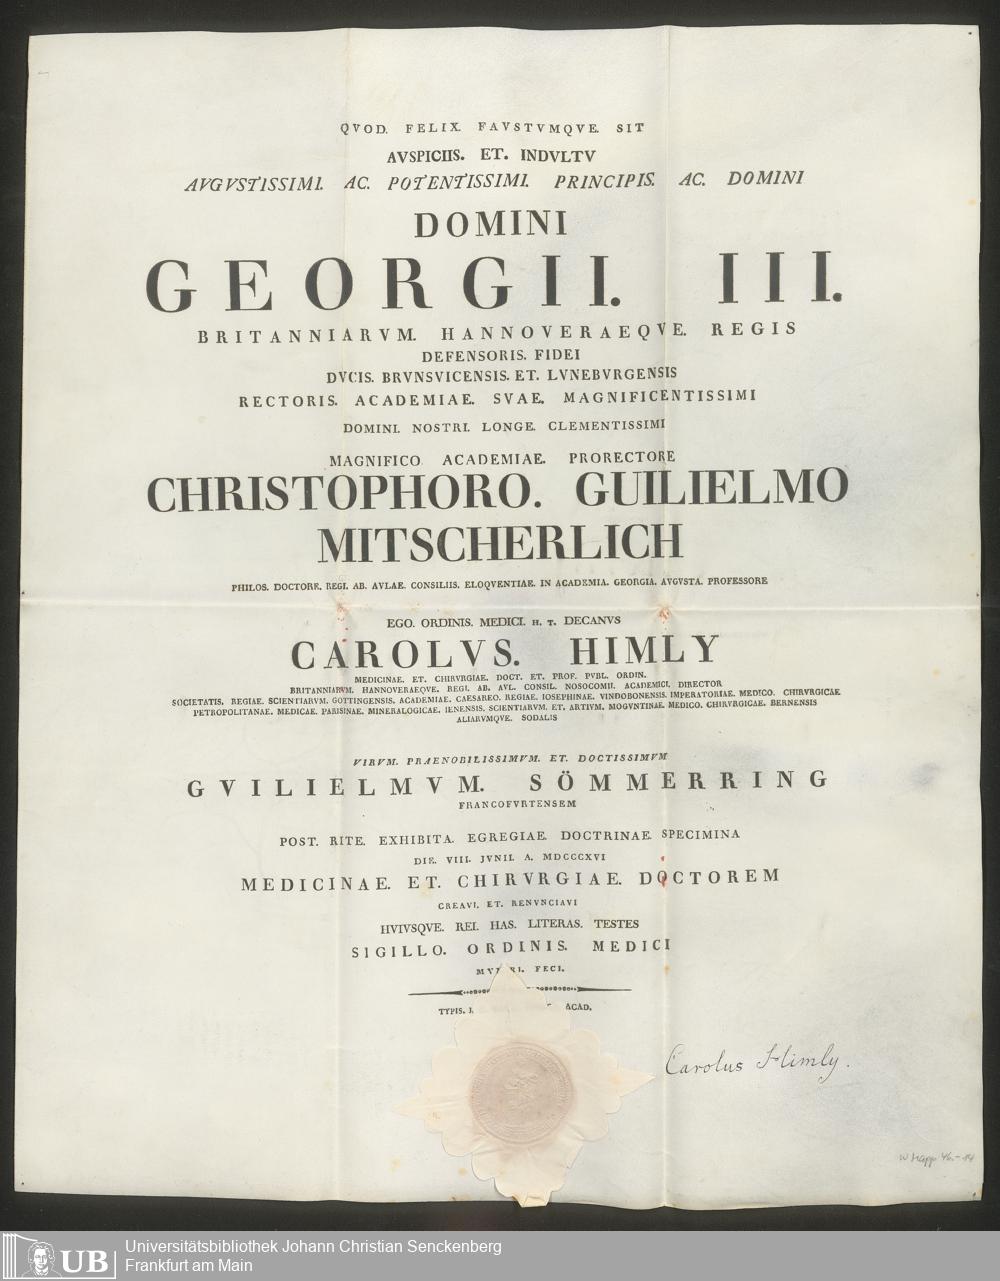 QVOD. FELIX. FAVSTVMQVE. SIT
AVSPICIIS. ET. INDVLTV
AVGVSTISSIMI. AC. POTENTISSIMI. PRINCIPIS. AC. DOMINI
DOMINI
GEORGII. III.
BRITANNIARVM. HANNOVERAEQVE. REGIS
DEFENSORIS. FIDEI
DVCIS. BRVNSVICENSIS. ET. LVNEBVRGENSIS
RECTORIS. ACADEMIAE. SVAE. MAGNIFICENTISSIMI
DOMINI. NOSTRI. LONGE. CLEMENTISSIMI
MAGNIFICO ACADEMIAE. PRORECTORE
CHRISTOPHORO. GUILIELMO
MITSCHERLICH
PHILOS. DOCTORE. REGI. AB. AVLAE. CONSILIIS. ELOQVENTIAE. IN ACADEMIA. GEORGIA. AVGVSTA. PROFESSORE
EGO. ORDINIS. MEDICI. H. T. DECANVS
CAROLVS. HIMLY
MEDICINAE. ET. CHIRVRGIAE. DOCT. ET. PROF. PVBL. ORDIN.
BRITANNIARVM. HANNOVERAEQVE. REGI. AB. AVL. CONSIL. NOSOCOMII. ACADEMICI. DIRECTOR
SOCIETATIS. REGIAE. SCIENTIARVM. GOTTINGENSIS. ACADEMIAE. CAESAREO. REGIAE. IOSEPHINAE. VINDOBONENSIS. IMPERATORIAE. MEDICO. CHIRVRGICAE
PETROPOLITANAE. MEDICAE. PARISINAE. MINERALOGICAE. IENENSIS. SCIENTIARVM. ET. ARTIVM. MOGVNTINAE. MEDICO. CHIRVRGICAE. BERNENSIS
ALIARVMQVE. SODALIS
VIRVM. PRAENOBILISSIMVM. ET. DOCTISSIMVM
GVILIELMVM. SÖMMERRING
FRANCOFVRTENSEM
POST. RITE. EXHIBITA. EGREGIAE. DOCTRINAE. SPECIMINA
DIE. VIII. JVNII. A. MDCCCXVI
MEDICINAE. ET. CHIRVRGIAE. DOCTOREM
CREAVI. ET. RENVNCIAVI
HVIVSQVE. REI. HAS. LITERAS. TESTES
SIGILLO. ORDINIS. MEDICI
FECI.
TYPIS. ACAD.
Carolus Himly.
UB
Universitätsbibliothek Johann Christian Senckenberg
Frankfurt am Main